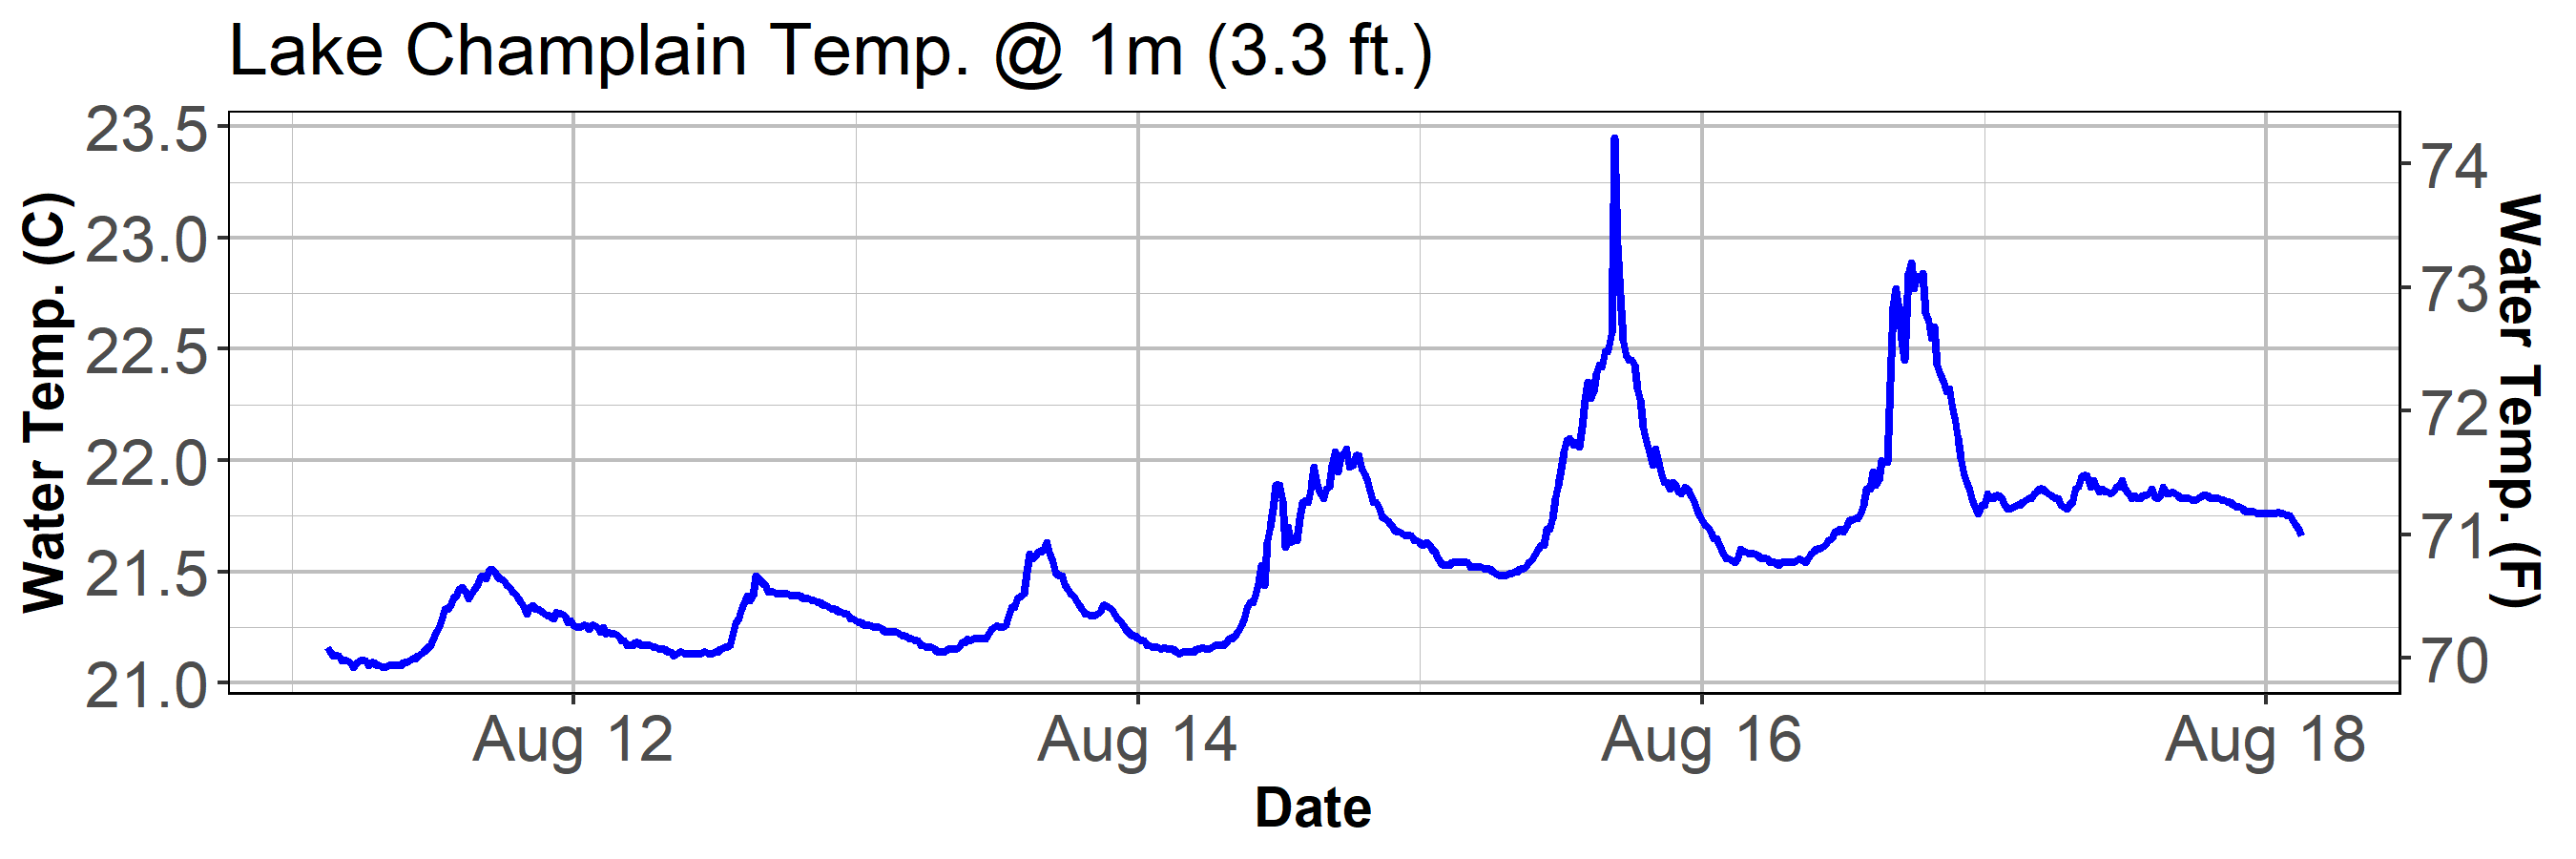 Lake Champlain Temp. @ 1m (3.3 ft.)
Water Temp. (C)
23.5
23.0
22.5
22.0
21.5
21.0
74
73
72
71
70
Water Temp. (F)
Aug 12
Aug 14
Aug 16
Aug 18
Date